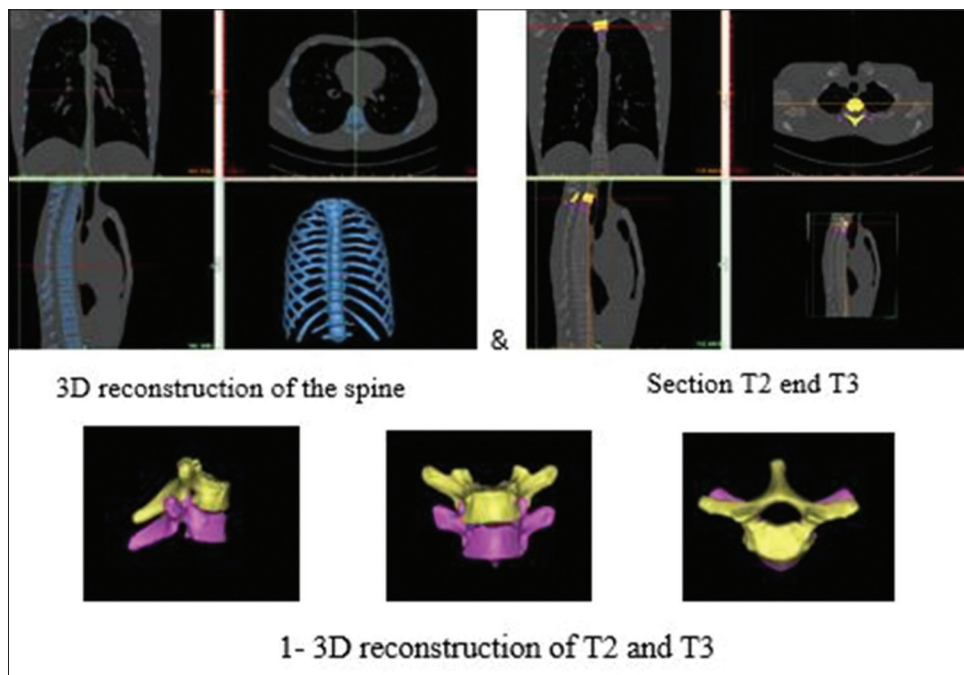 &
3D reconstruction of the spine
Section T2 end T3
1- 3D reconstruction of T2 and T3